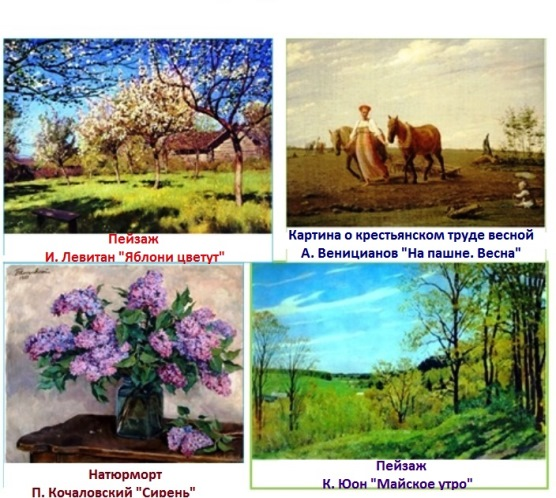 Пейзаж
И. Левитан "Яблони цветут"
Картина о крестьянском труде весной
А. Веницианов "На пашне. Весна"
Натюрморт
П. Кочаловский "Сирень"
Пейзаж
К. Юон "Майское утро"